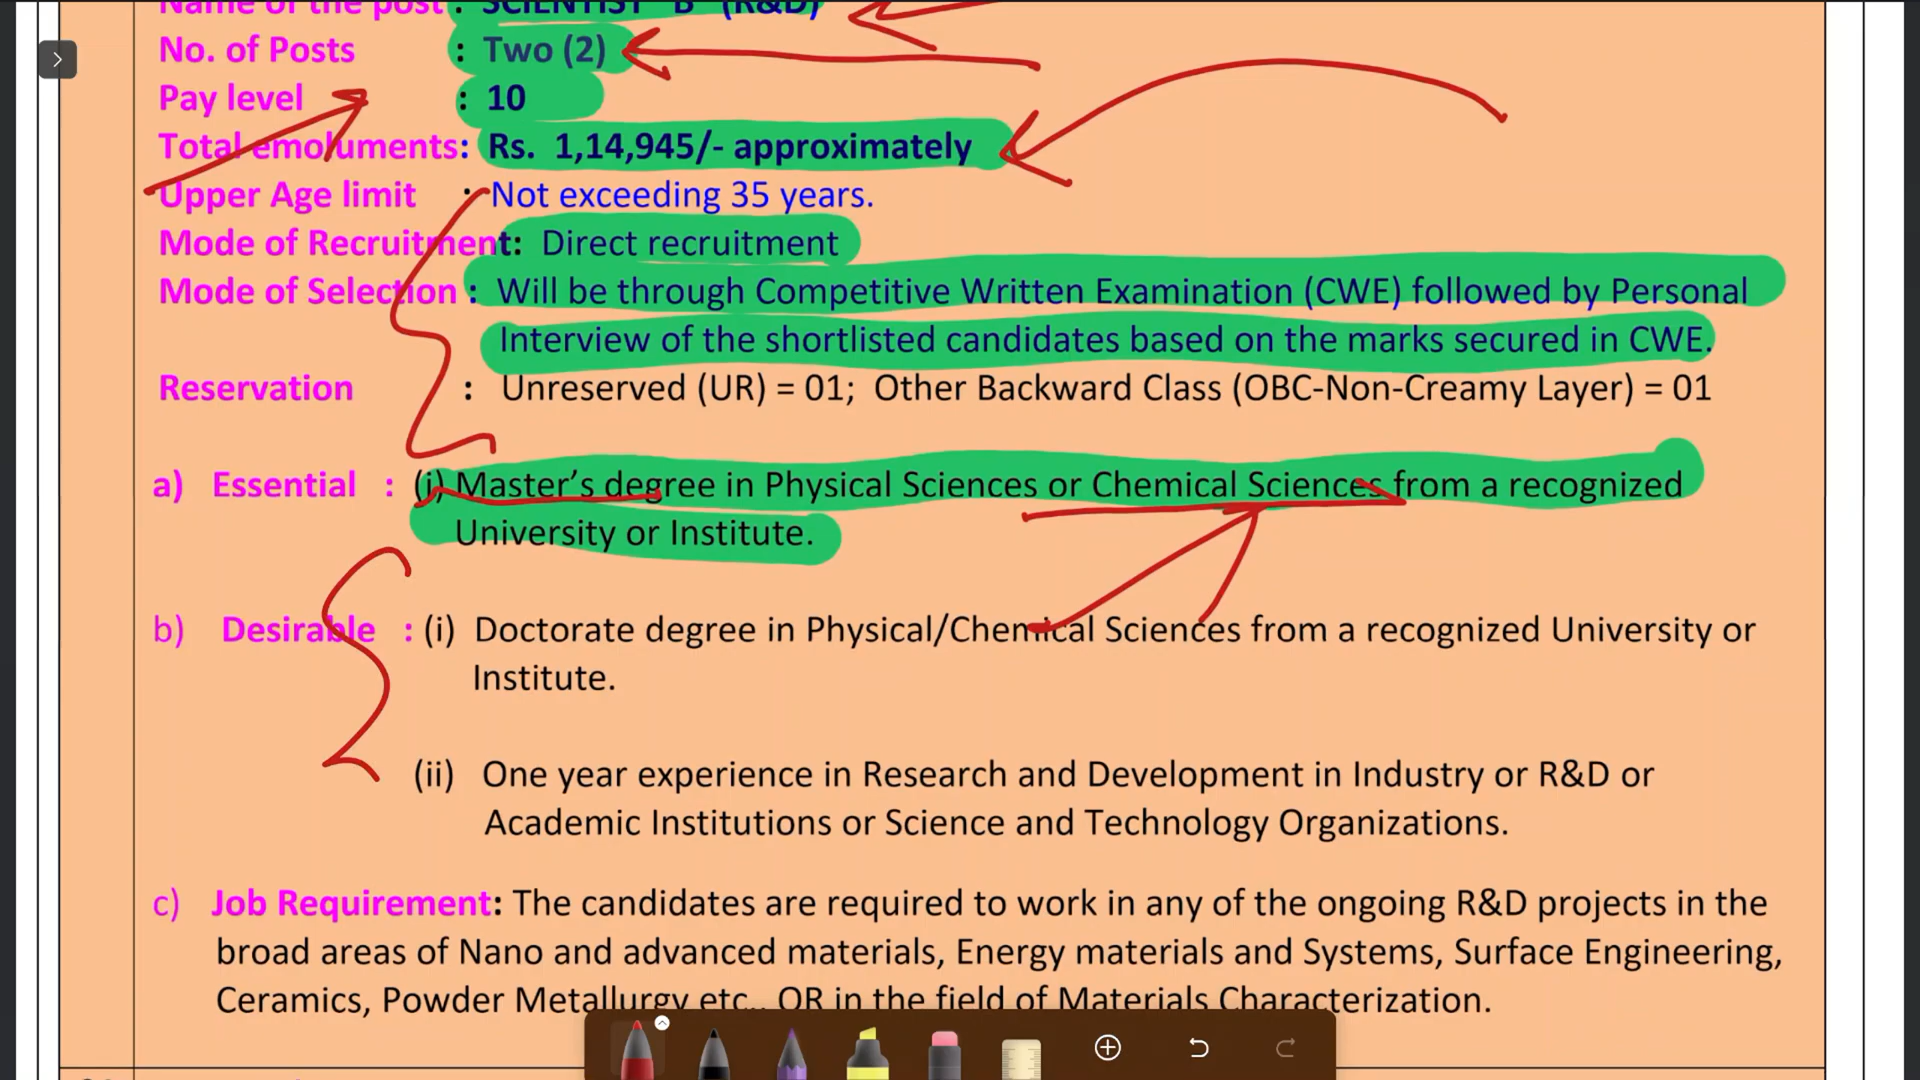 Name of the post : SCIENTIST "B" (R&D)
No. of Posts : Two (2)
Pay level : 10
Total emoluments: Rs. 1,14,945/- approximately
Upper Age limit : Not exceeding 35 years.
Mode of Recruitment: Direct recruitment
Mode of Selection : Will be through Competitive Written Examination (CWE) followed by Personal
Interview of the shortlisted candidates based on the marks secured in CWE.
Reservation : Unreserved (UR) = 01; Other Backward Class (OBC-Non-Creamy Layer) = 01
a) Essential : (i) Master's degree in Physical Sciences or Chemical Sciences from a recognized
University or Institute.
b) Desirable : (i) Doctorate degree in Physical/Chemical Sciences from a recognized University or
Institute.
(ii) One year experience in Research and Development in Industry or R&D or
Academic Institutions or Science and Technology Organizations.
c) Job Requirement: The candidates are required to work in any of the ongoing R&D projects in the
broad areas of Nano and advanced materials, Energy materials and Systems, Surface Engineering,
Ceramics, Powder Metallurgy etc., OR in the field of Materials Characterization.